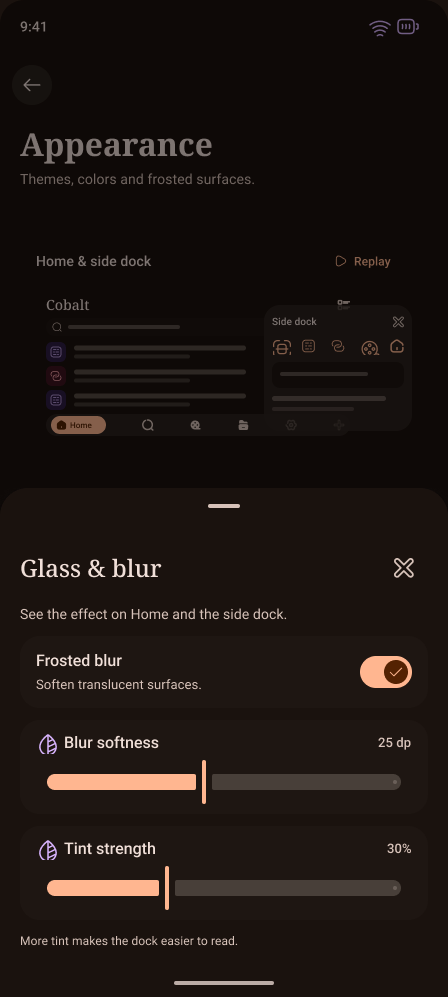 9:41
Appearance
Themes, colors and frosted surfaces.
Home & side dock
Replay
Cobalt
Side dock
Home
Glass & blur
See the effect on Home and the side dock.
Frosted blur
Soften translucent surfaces.
Blur softness
25 dp
Tint strength
30%
More tint makes the dock easier to read.